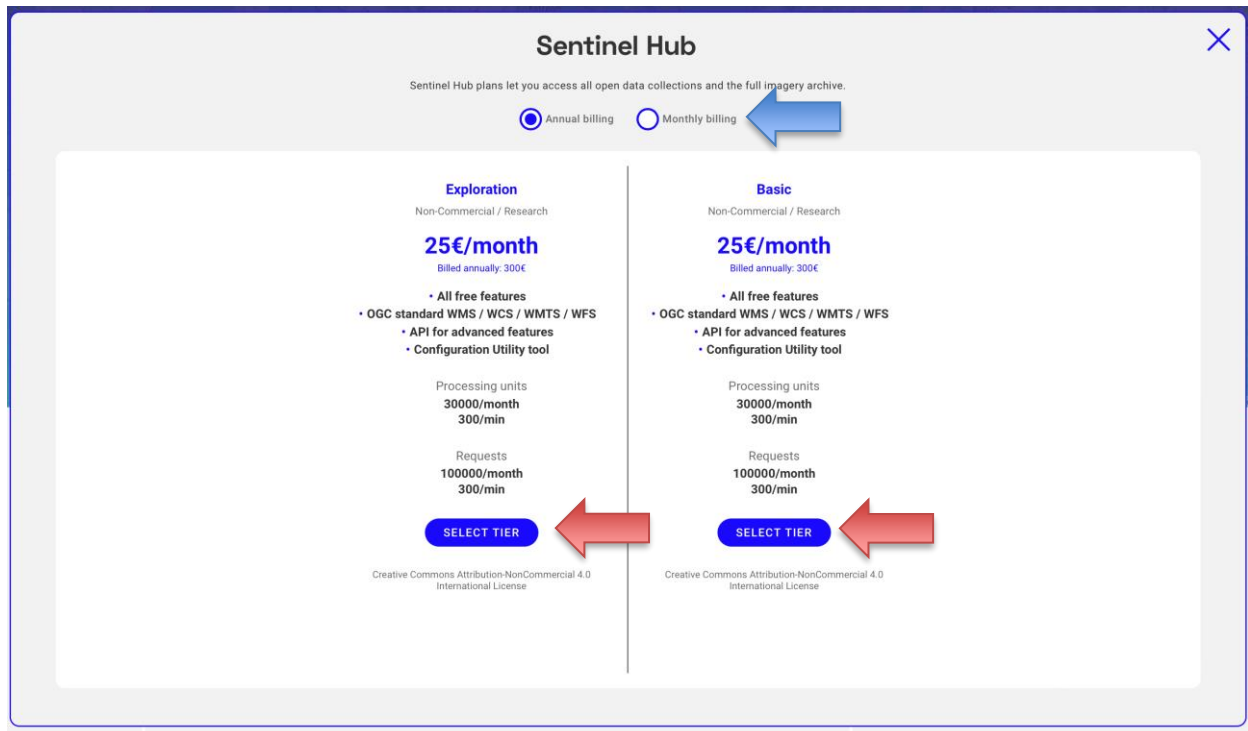 Sentinel Hub
Sentinel Hub plans let you access all open data collections and the full imagery archive.
Annual billing
Monthly billing
Exploration
Non-Commercial / Research
25€/month
Billed annually: 300€
• All free features
• OGC standard WMS / WCS / WMTS / WFS
• API for advanced features
• Configuration Utility tool
Processing units
30000/month
300/min
Requests
100000/month
300/min
SELECT TIER
Creative Commons Attribution-NonCommercial 4.0
International License
Basic
Non-Commercial / Research
25€/month
Billed annually: 300€
• All free features
• OGC standard WMS / WCS / WMTS / WFS
• API for advanced features
• Configuration Utility tool
Processing units
30000/month
300/min
Requests
100000/month
300/min
SELECT TIER
Creative Commons Attribution-NonCommercial 4.0
International License